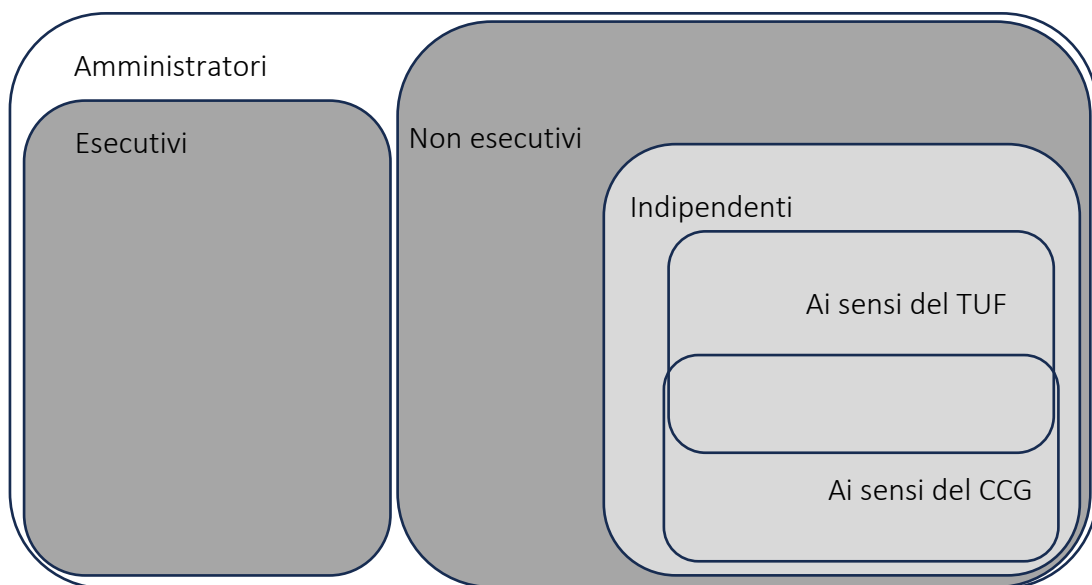 Amministratori
Esecutivi
Non esecutivi
Indipendenti
Ai sensi del TUF
Ai sensi del CCG